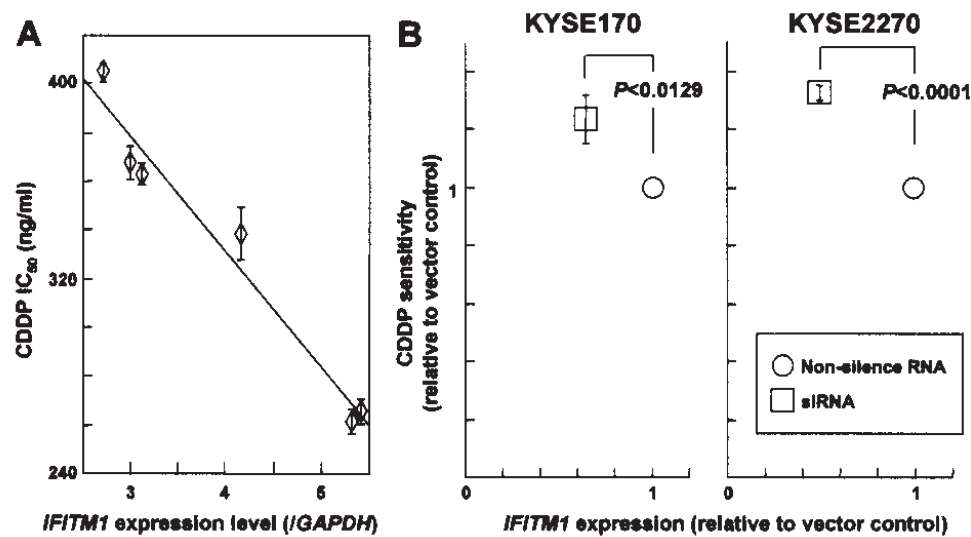 A
B
KYSE170
KYSE2270
P<0.0129
P<0.0001
400
320
240
CDDP IC50 (ng/ml)
3
4
5
IFITM1 expression level (/GAPDH)
CDDP sensitivity
(relative to vector control)
1
Non-silence RNA
siRNA
0
1
0
1
IFITM1 expression (relative to vector control)